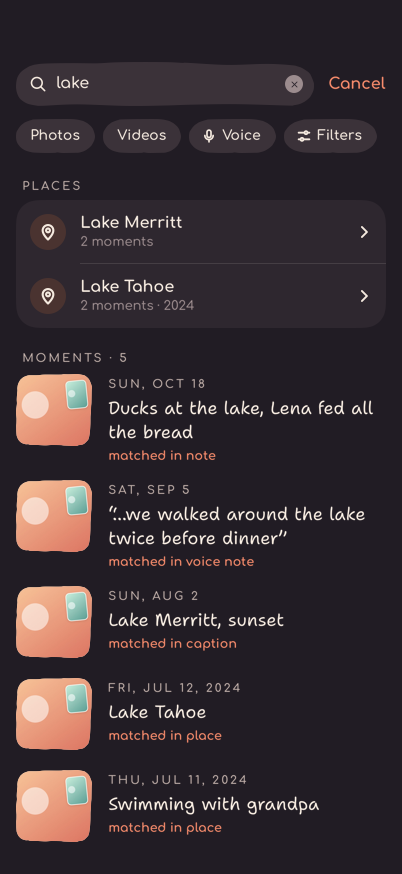 lake
Cancel
Photos
Videos
Voice
Filters
PLACES
Lake Merritt
2 moments
Lake Tahoe
2 moments · 2024
MOMENTS · 5
SUN, OCT 18
Ducks at the lake, Lena fed all
the bread
matched in note
SAT, SEP 5
“…we walked around the lake
twice before dinner”
matched in voice note
SUN, AUG 2
Lake Merritt, sunset
matched in caption
FRI, JUL 12, 2024
Lake Tahoe
matched in place
THU, JUL 11, 2024
Swimming with grandpa
matched in place